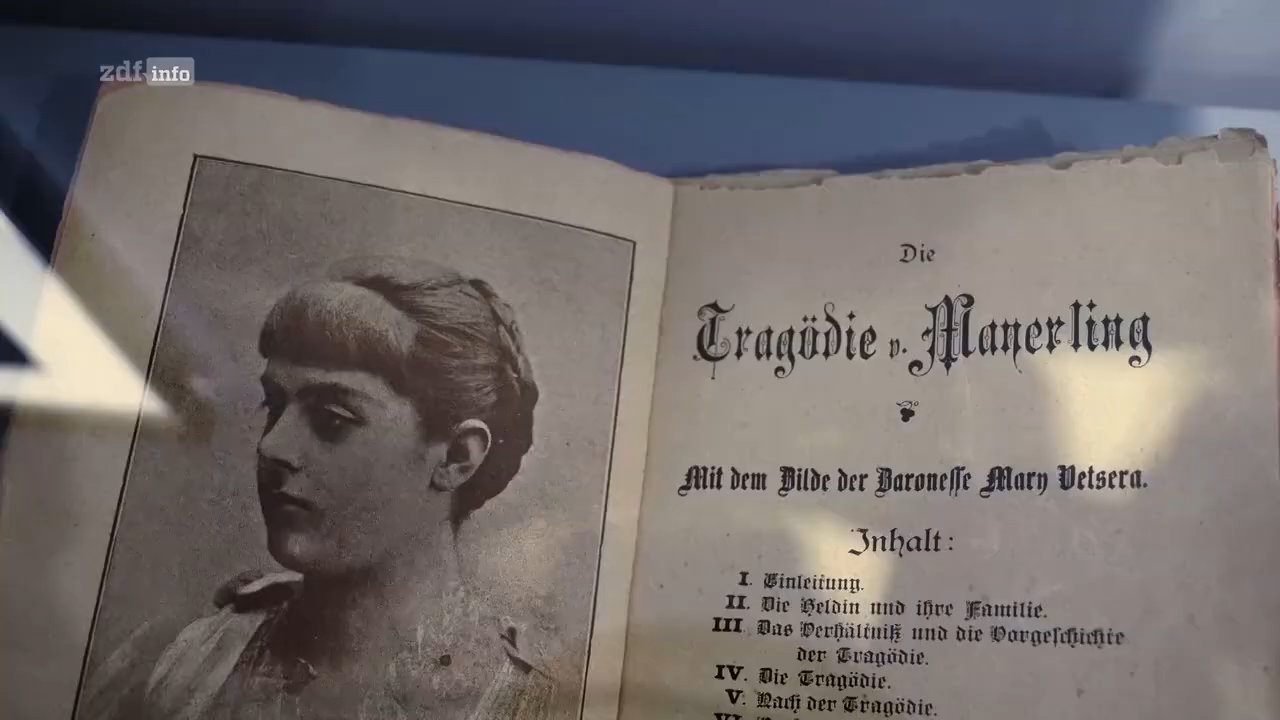 zdf info
Die
Tragödie v. Mayerling
Mit dem Bilde der Baronesse Mary Vetsera.
Inhalt:
I. Einleitung.
II. Die Heldin und ihre Familie.
III. Das Verhältniß und die Vorgeschichte
der Tragödie.
IV. Die Tragödie.
V. Nach der Tragödie.